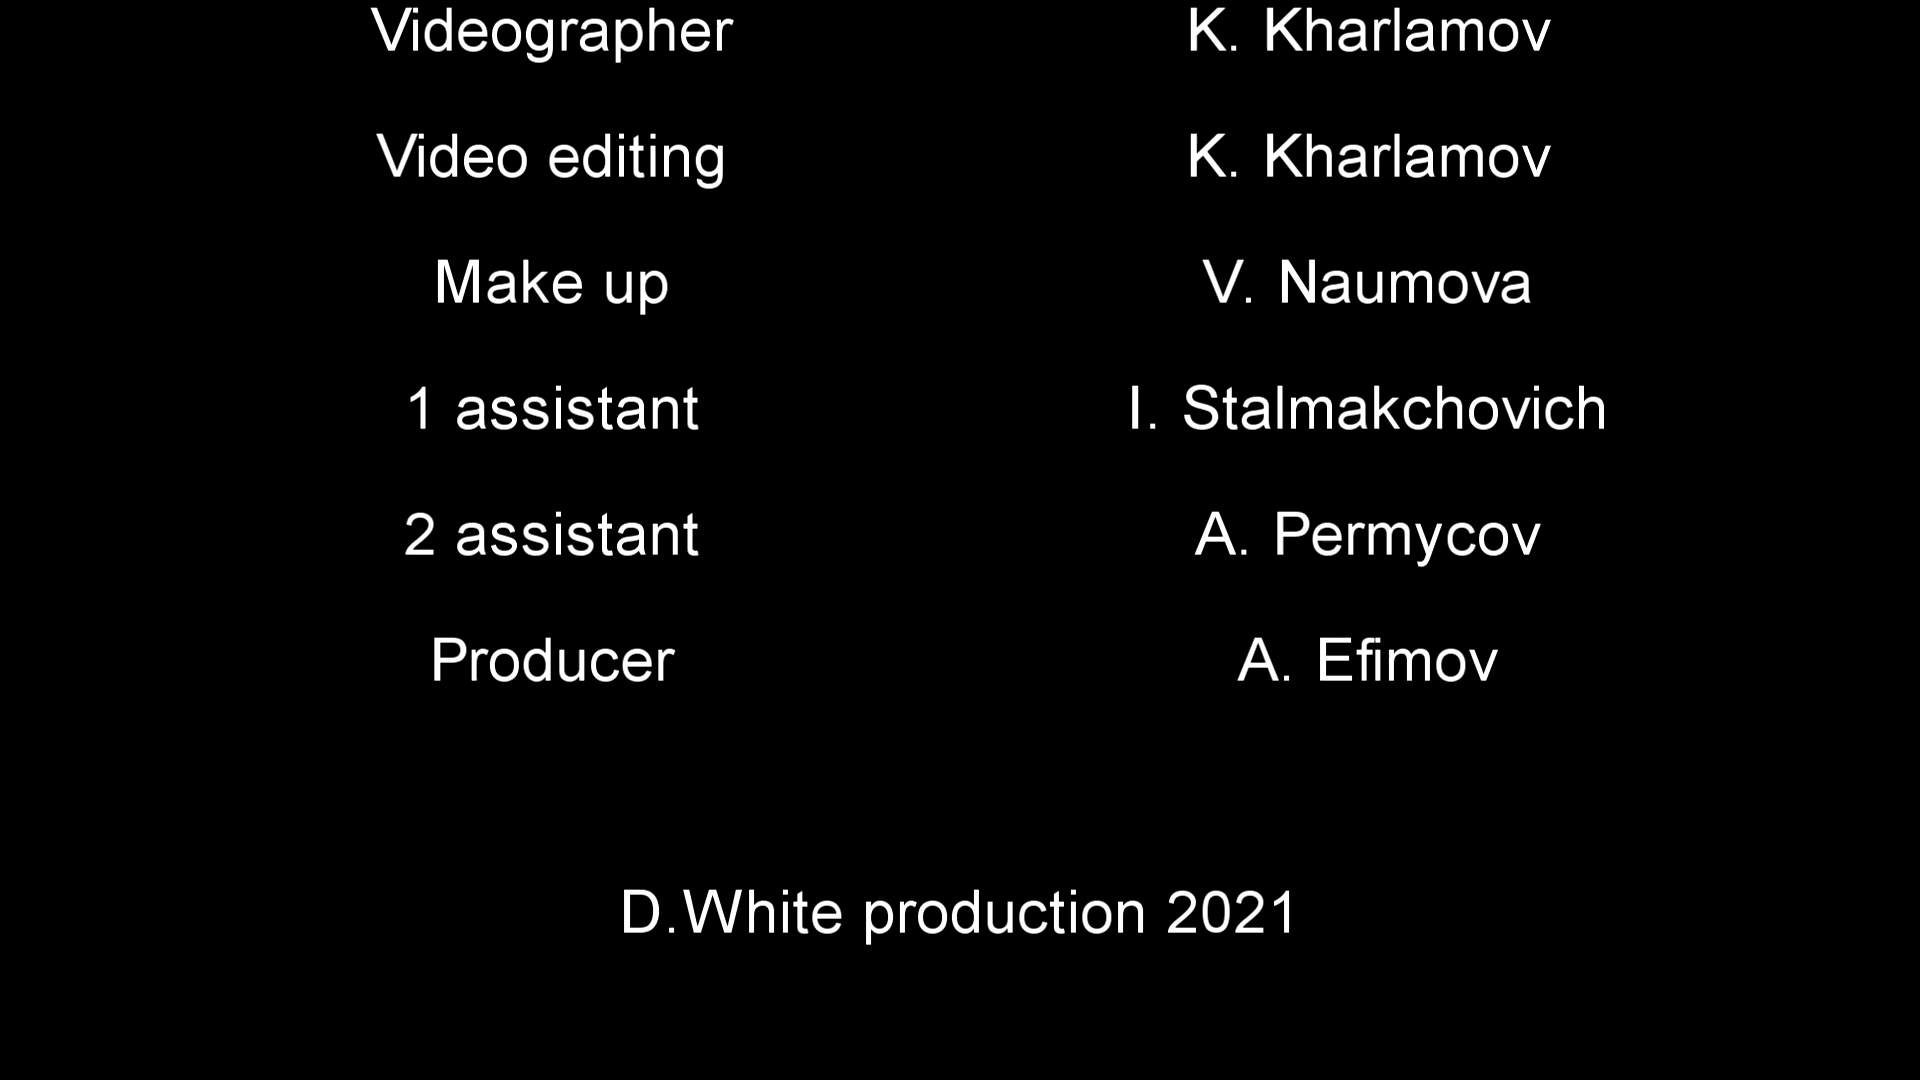 Videographer K. Kharlamov
Video editing K. Kharlamov
Make up V. Naumova
1 assistant I. Stalmakchovich
2 assistant A. Permycov
Producer A. Efimov
D.White production 2021